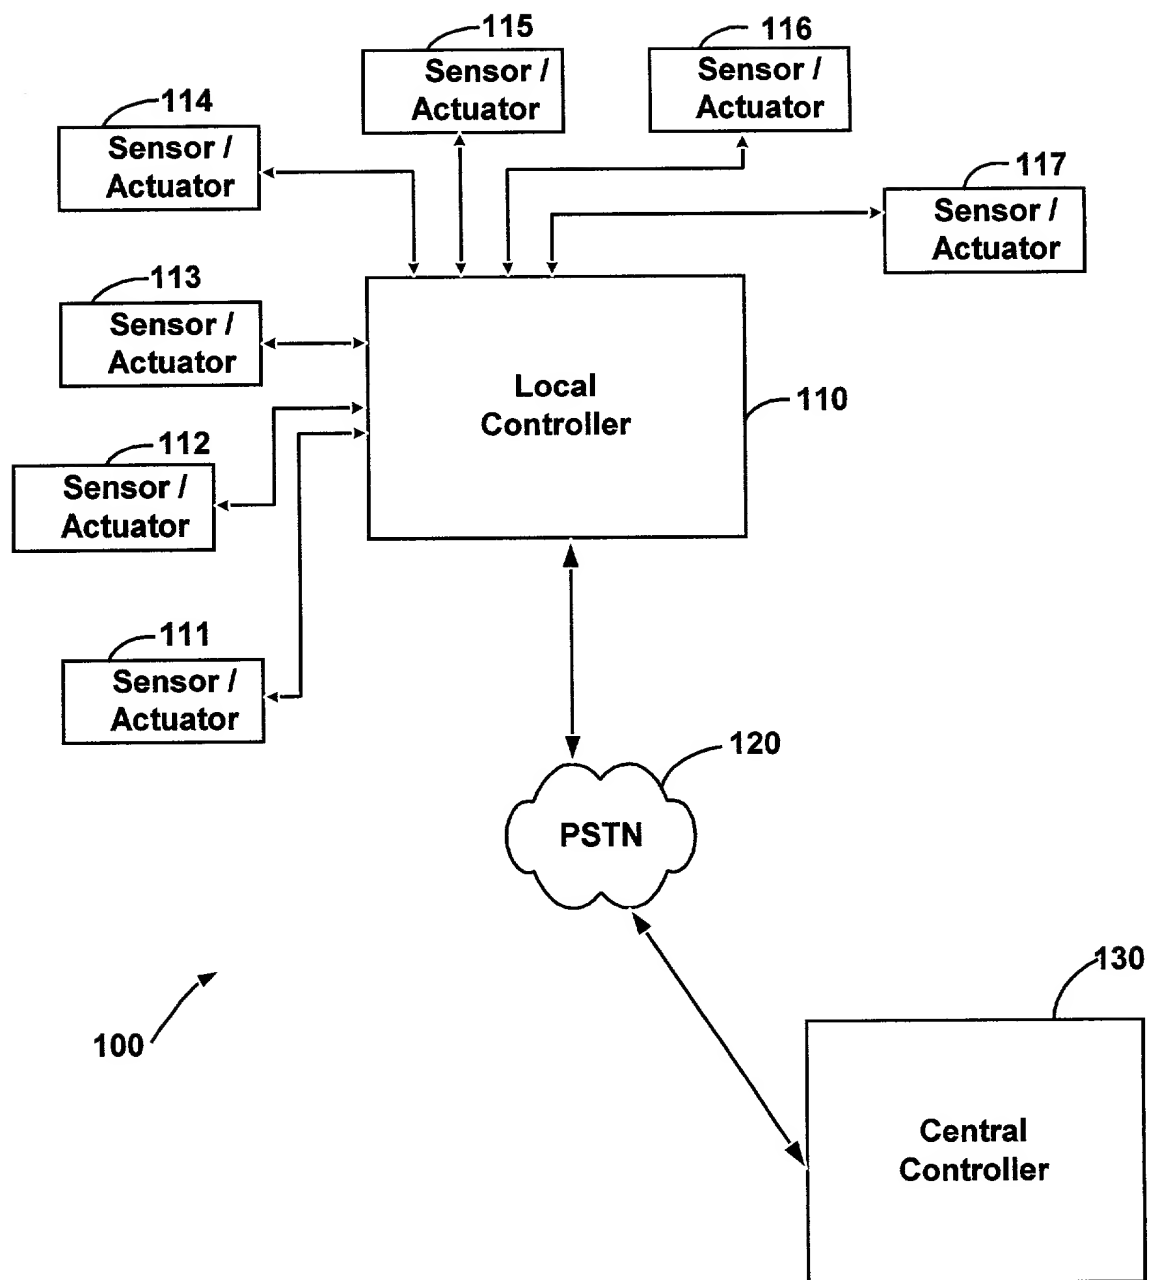 115
Sensor /
Actuator
116
Sensor /
Actuator
114
Sensor /
Actuator
117
Sensor /
Actuator
113
Sensor /
Actuator
Local
Controller
110
112
Sensor /
Actuator
111
Sensor /
Actuator
120
PSTN
130
100
Central
Controller